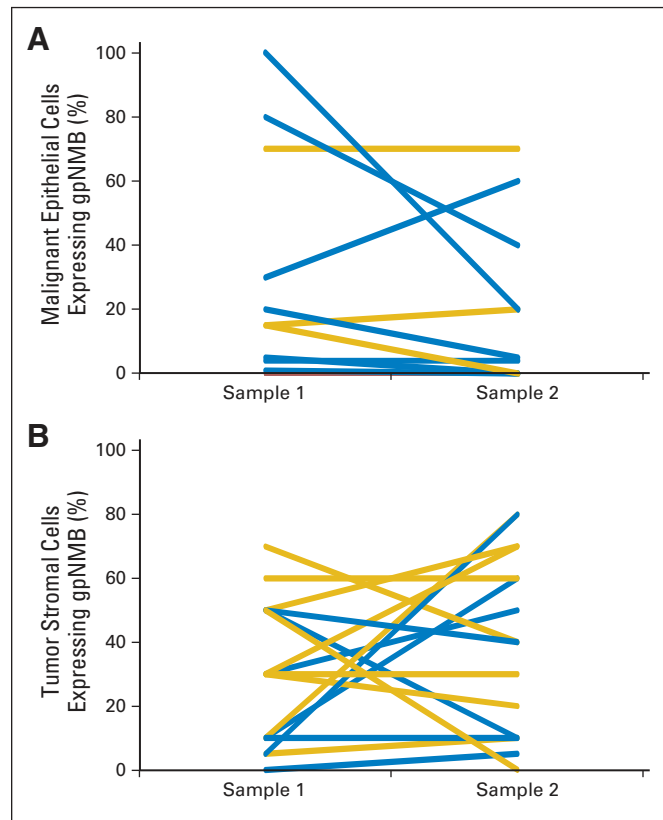 A
Malignant Epithelial Cells
Expressing gpNMB (%)
100
80
60
40
20
0
Sample 1 Sample 2
B
Tumor Stromal Cells
Expressing gpNMB (%)
100
80
60
40
20
0
Sample 1 Sample 2